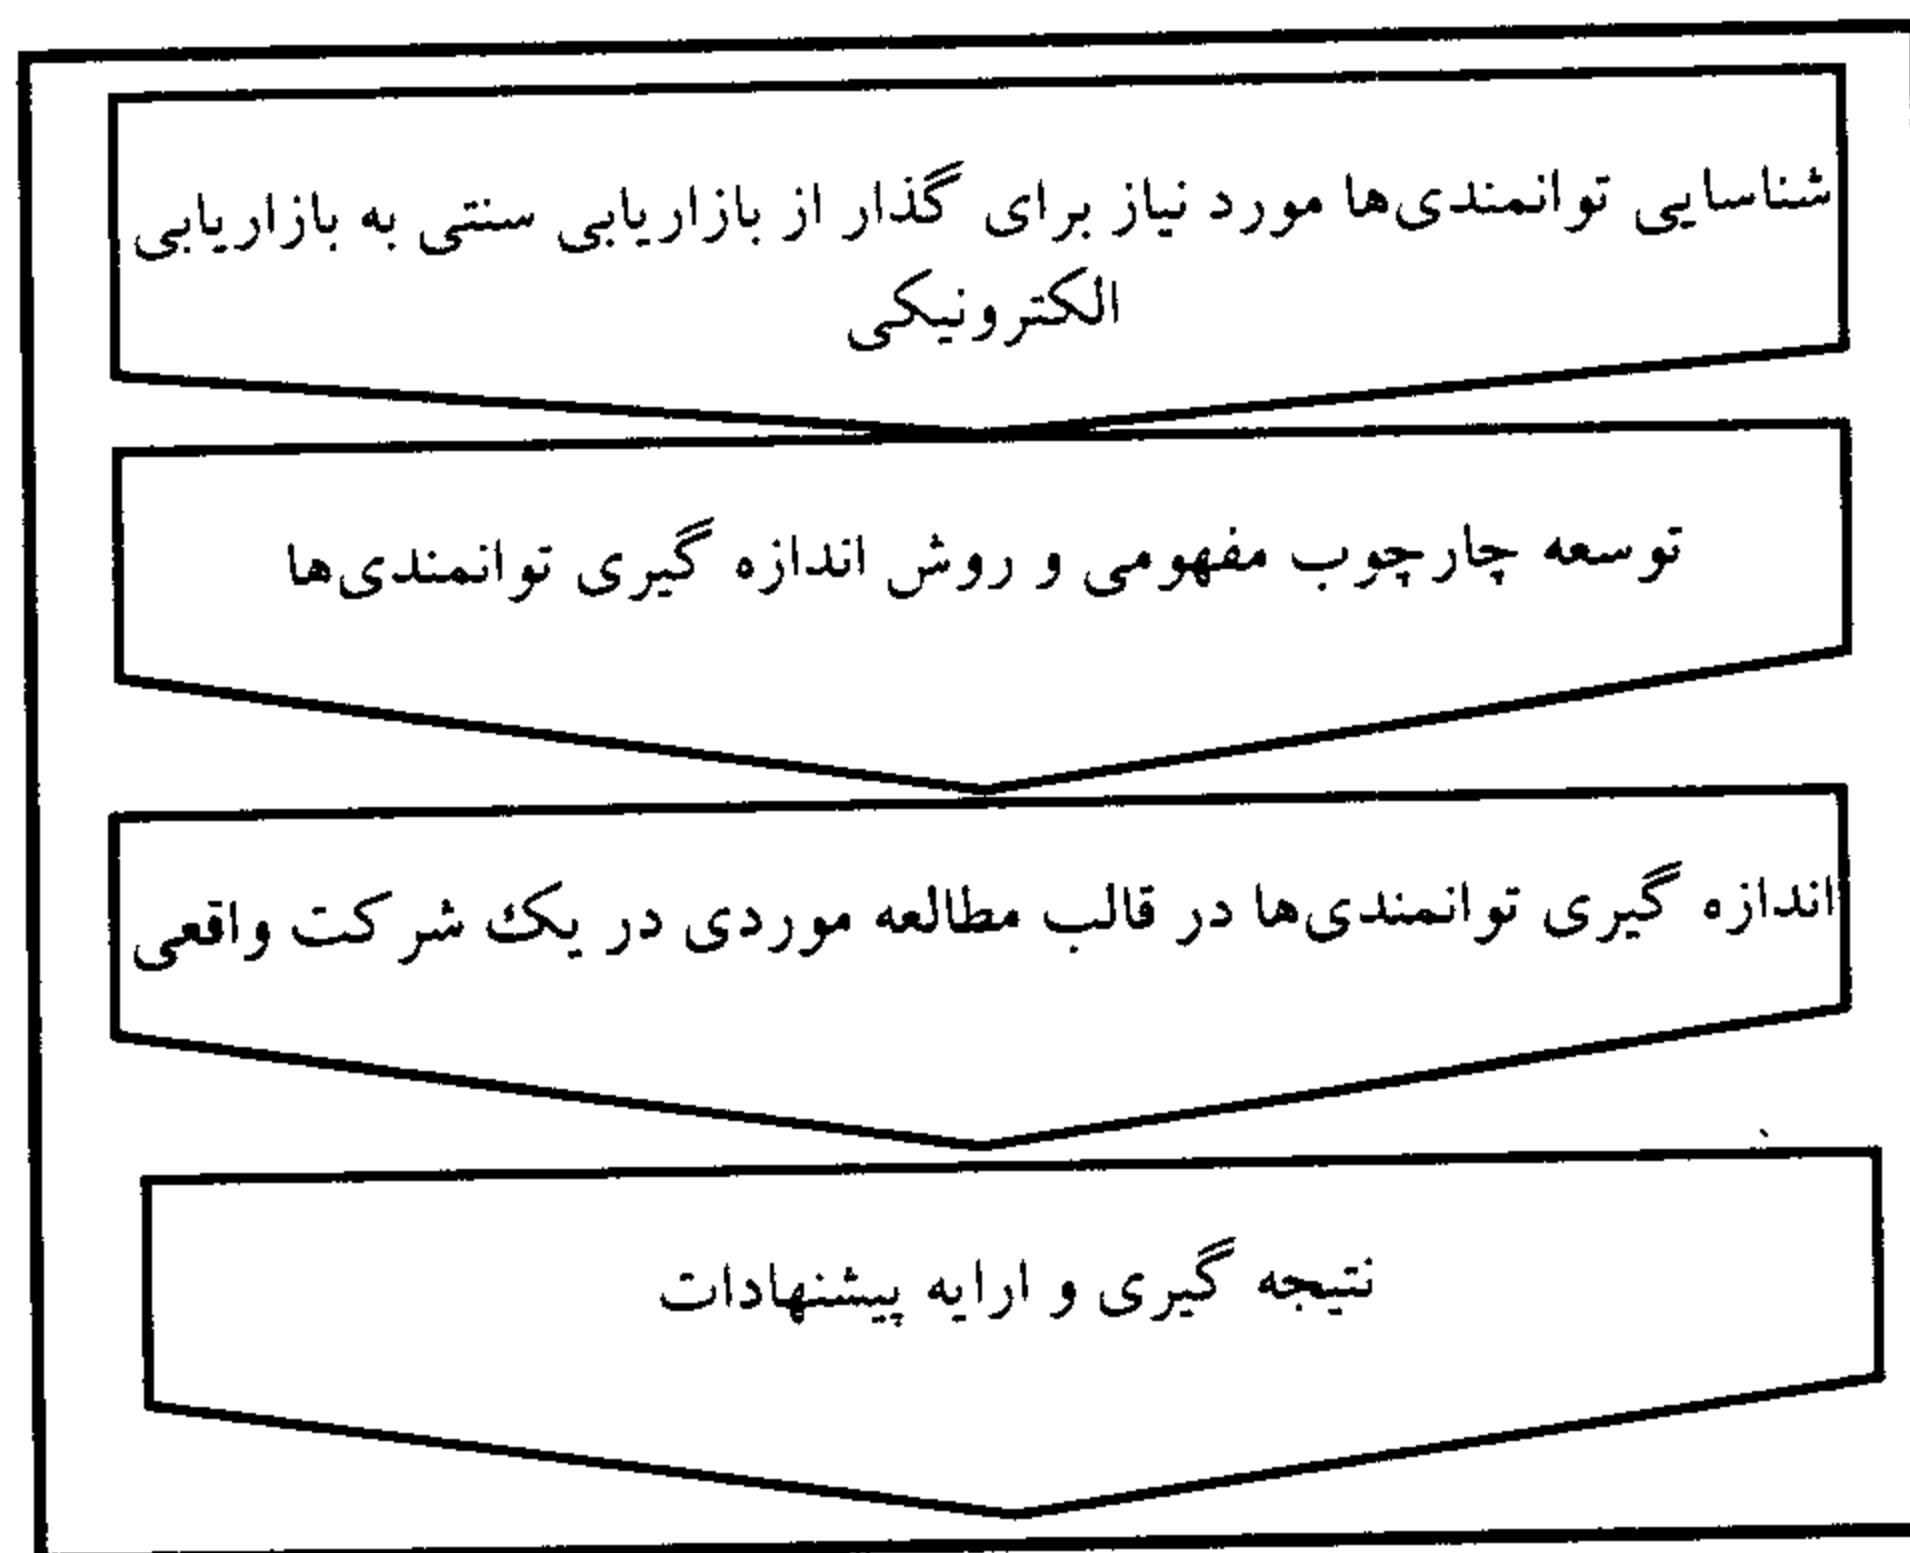 شناسایی توانمندی‌ها مورد نیاز برای گذار از بازاریابی سنتی به بازاریابی
الکترونیکی
توسعه چارچوب مفهومی و روش اندازه گیری توانمندی‌ها
اندازه گیری توانمندی‌ها در قالب مطالعه موردی در یک شرکت واقعی
نتیجه گیری و ارایه پیشنهادات